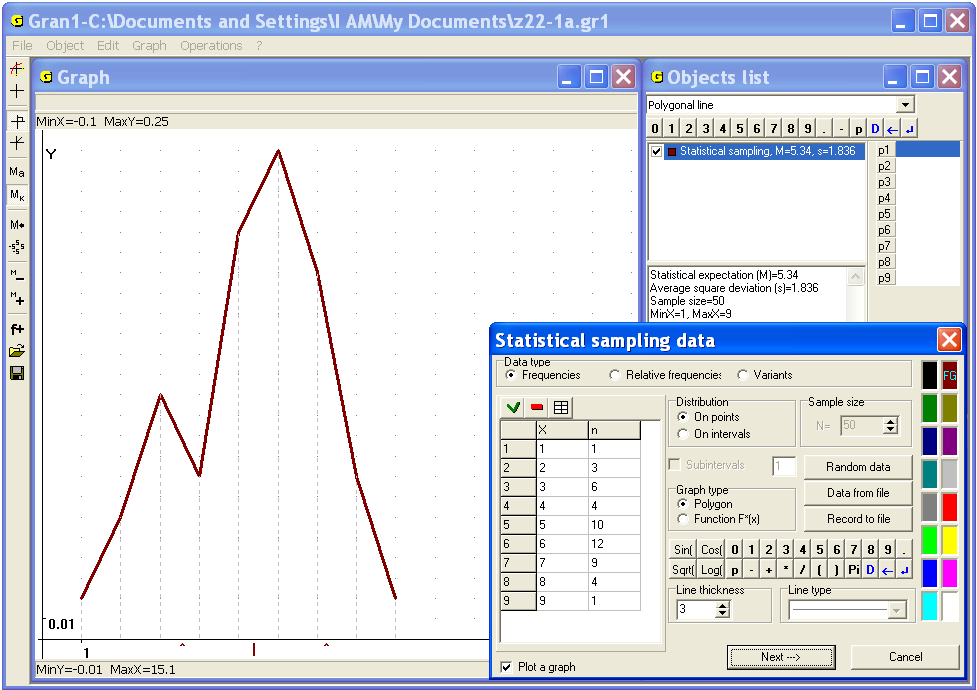 Gran1-C:\Documents and Settings\I AM\My Documents\z22-1a.gr1
File Object Edit Graph Operations ?
Graph
MinX=-0.1 MaxY=0.25
Y
0.01
1
MinY=-0.01 MaxX=15.1
Ma
Mк
M
-555
M
M+
f+
Objects list
Polygonal line
0 1 2 3 4 5 6 7 8 9 . - p D
Statistical sampling, M=5.34, s=1.836
p1
p2
p3
p4
p5
p6
p7
p8
p9
Statistical expectation (M)=5.34
Average square deviation (s)=1.836
Sample size=50
MinX=1, MaxX=9
Statistical sampling data
Data type
Frequencies Relative frequencies Variants
X n
1 1 1
2 2 3
3 3 6
4 4 4
5 5 10
6 6 12
7 7 9
8 8 4
9 9 1
Plot a graph
Distribution
On points
On intervals
Sample size
N= 50
Subintervals 1
Random data
Data from file
Record to file
Graph type
Polygon
Function F*(x)
Sin( Cos( 0 1 2 3 4 5 6 7 8 9 .
Sqrt( Log( p - + * / ( ) Pi D
Line thickness
3
Line type
Next --->
Cancel
FG